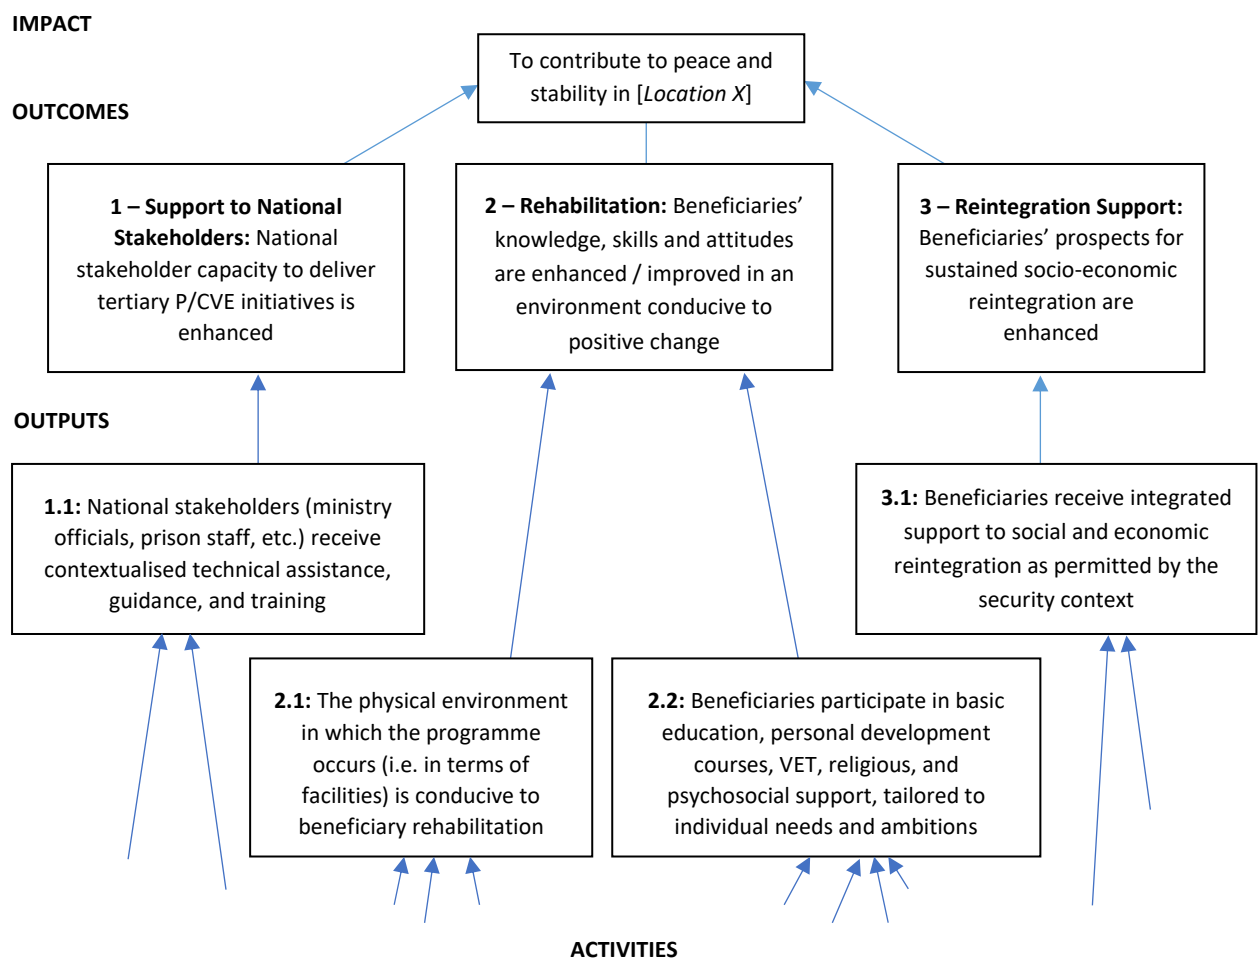 IMPACT
To contribute to peace and
stability in [Location X]
OUTCOMES
1 – Support to National
Stakeholders: National
stakeholder capacity to deliver
tertiary P/CVE initiatives is
enhanced
2 – Rehabilitation: Beneficiaries’
knowledge, skills and attitudes
are enhanced / improved in an
environment conducive to
positive change
3 – Reintegration Support:
Beneficiaries’ prospects for
sustained socio-economic
reintegration are
enhanced
OUTPUTS
1.1: National stakeholders (ministry
officials, prison staff, etc.) receive
contextualised technical assistance,
guidance, and training
3.1: Beneficiaries receive integrated
support to social and economic
reintegration as permitted by the
security context
2.1: The physical environment
in which the programme
occurs (i.e. in terms of
facilities) is conducive to
beneficiary rehabilitation
2.2: Beneficiaries participate in basic
education, personal development
courses, VET, religious, and
psychosocial support, tailored to
individual needs and ambitions
ACTIVITIES